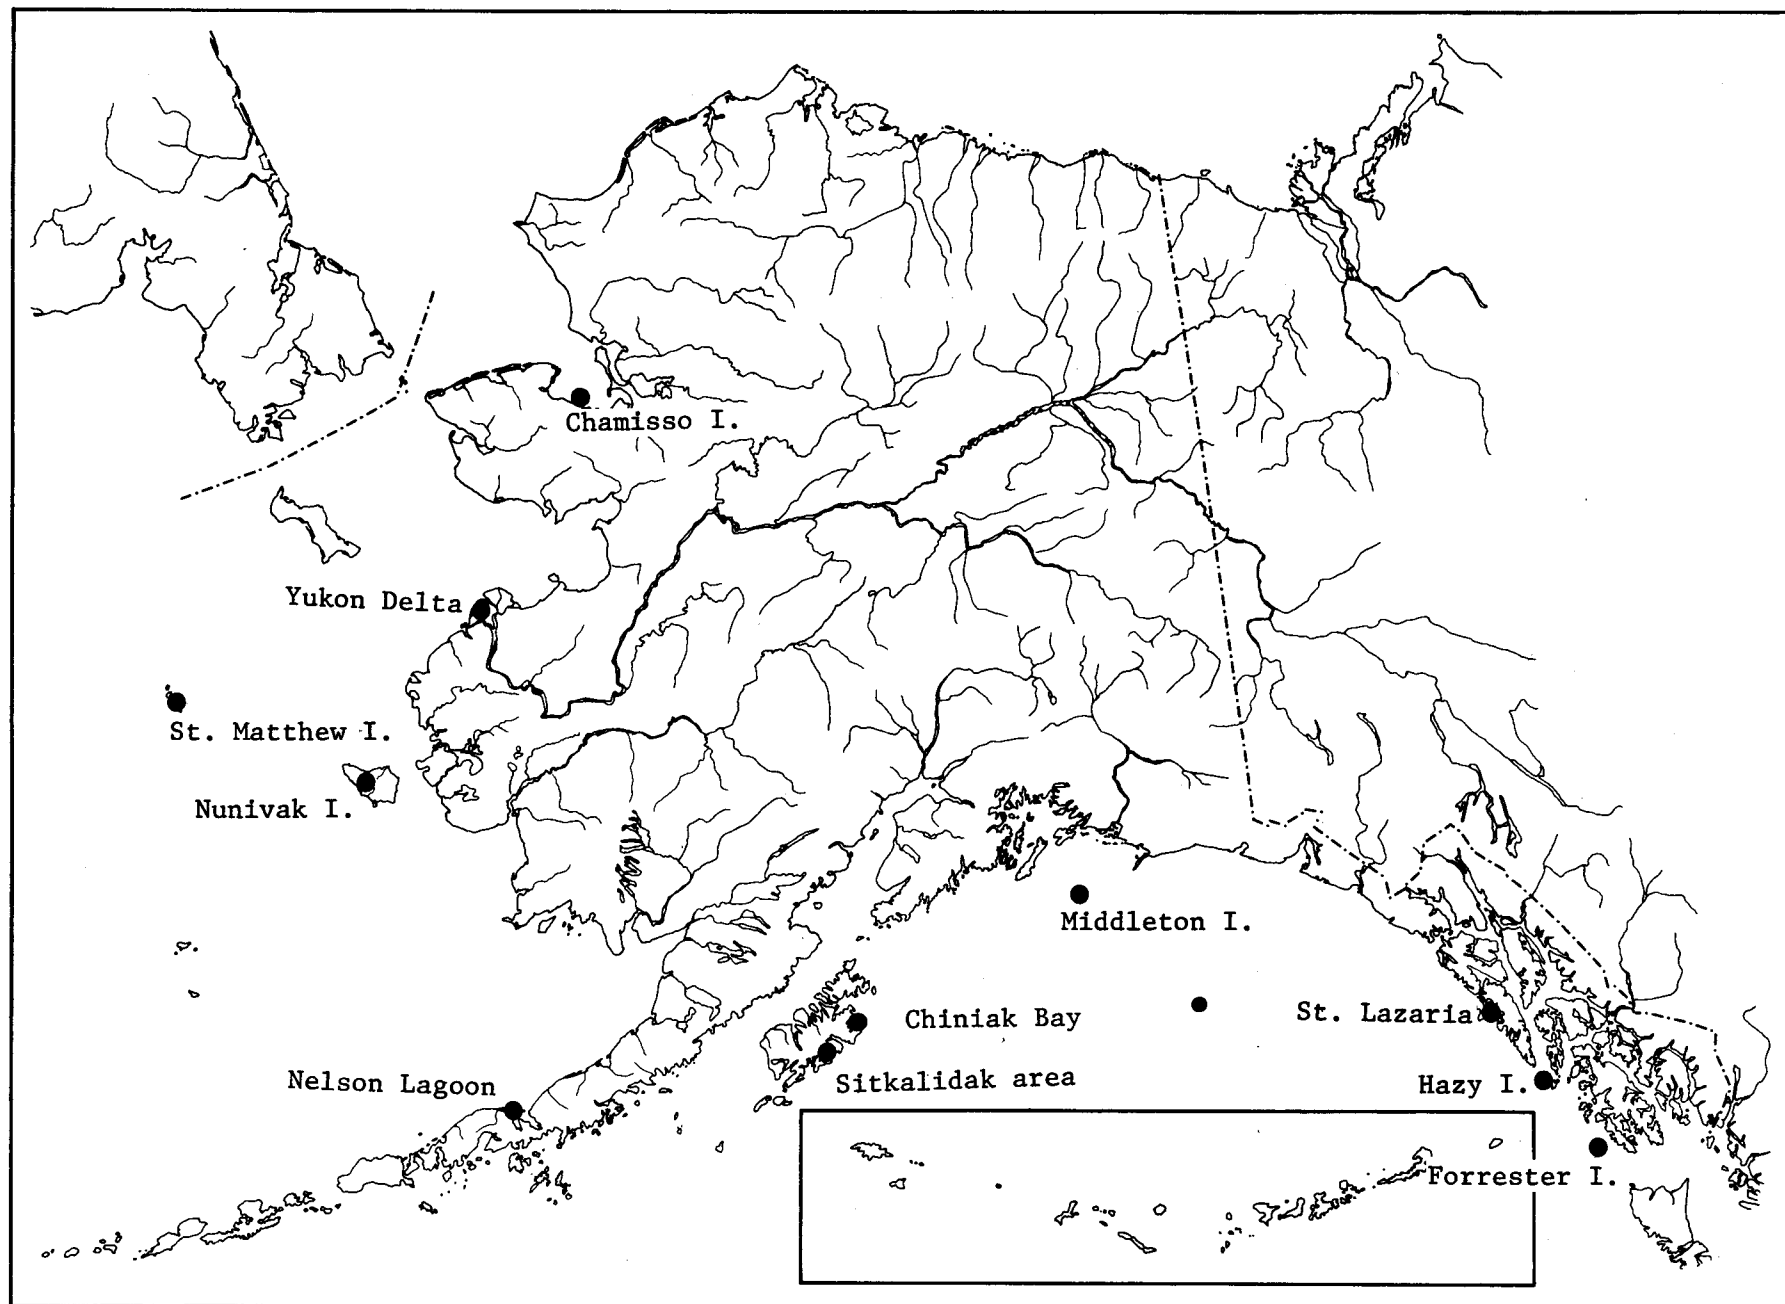 Chamisso I.
Yukon Delta
St. Matthew I.
Nunivak I.
Middleton I.
Chiniak Bay
St. Lazaria
Sitkalidak area
Nelson Lagoon
Hazy I.
Forrester I.